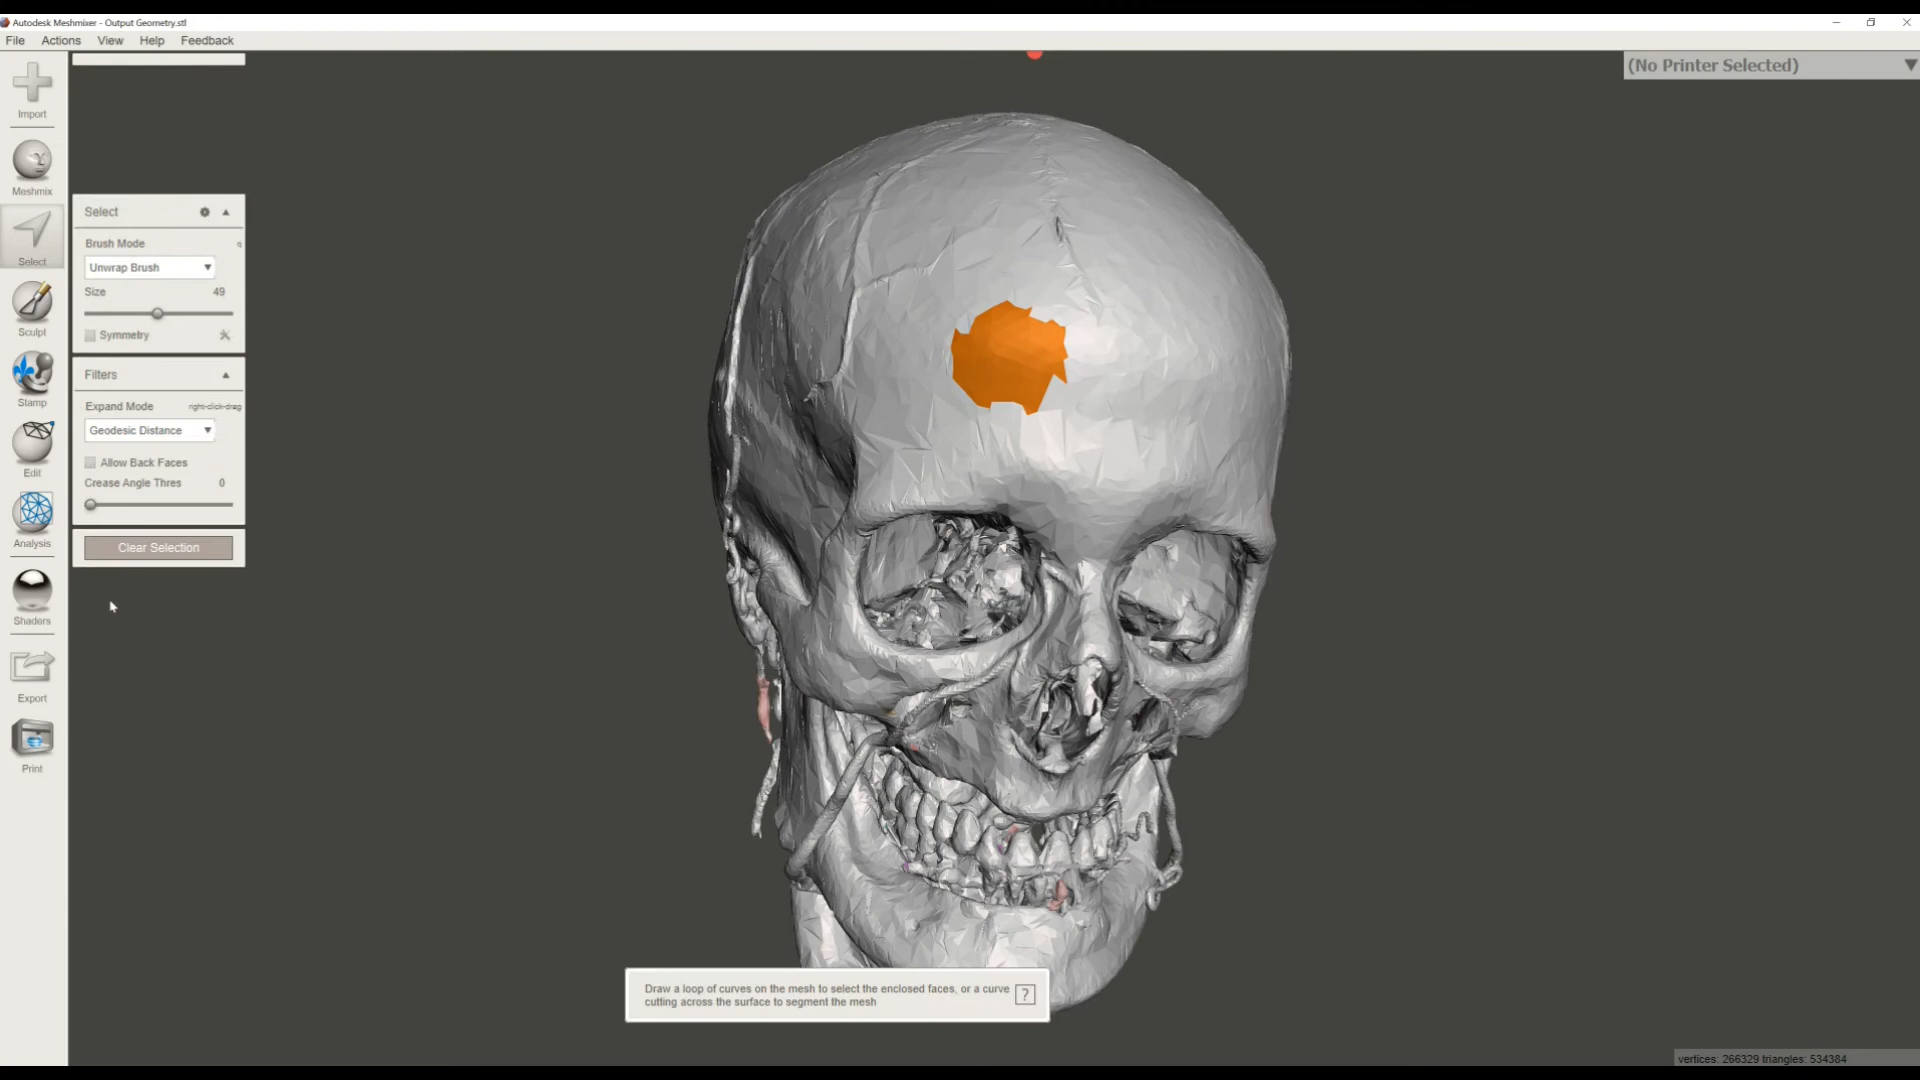 Autodesk Meshmixer - Output Geometry.stl
File Actions View Help Feedback
(No Printer Selected)
Import
Meshmix
Select
Sculpt
Stamp
Edit
Analysis
Shaders
Export
Print
Select
Brush Mode
Unwrap Brush
Size 49
Symmetry
Filters
Expand Mode right-click-drag
Geodesic Distance
Allow Back Faces
Crease Angle Thres 0
Clear Selection
Draw a loop of curves on the mesh to select the enclosed faces, or a curve
cutting across the surface to segment the mesh
?
vertices: 266329 triangles: 534384